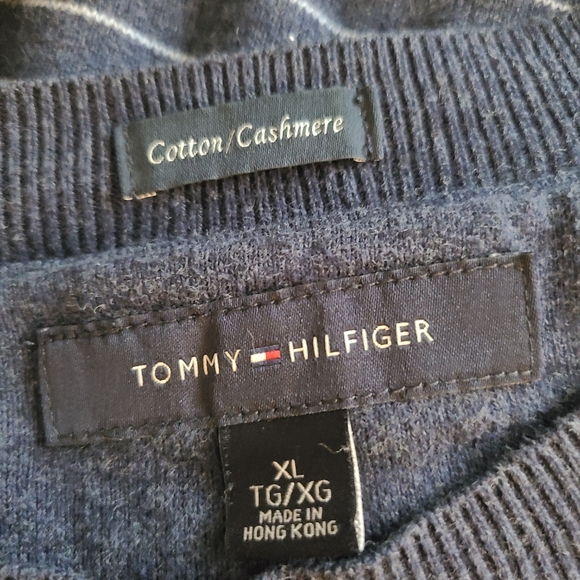 Cotton/Cashmere
TOMMY HILFIGER
XL
TG/XG
MADE IN
HONG KONG